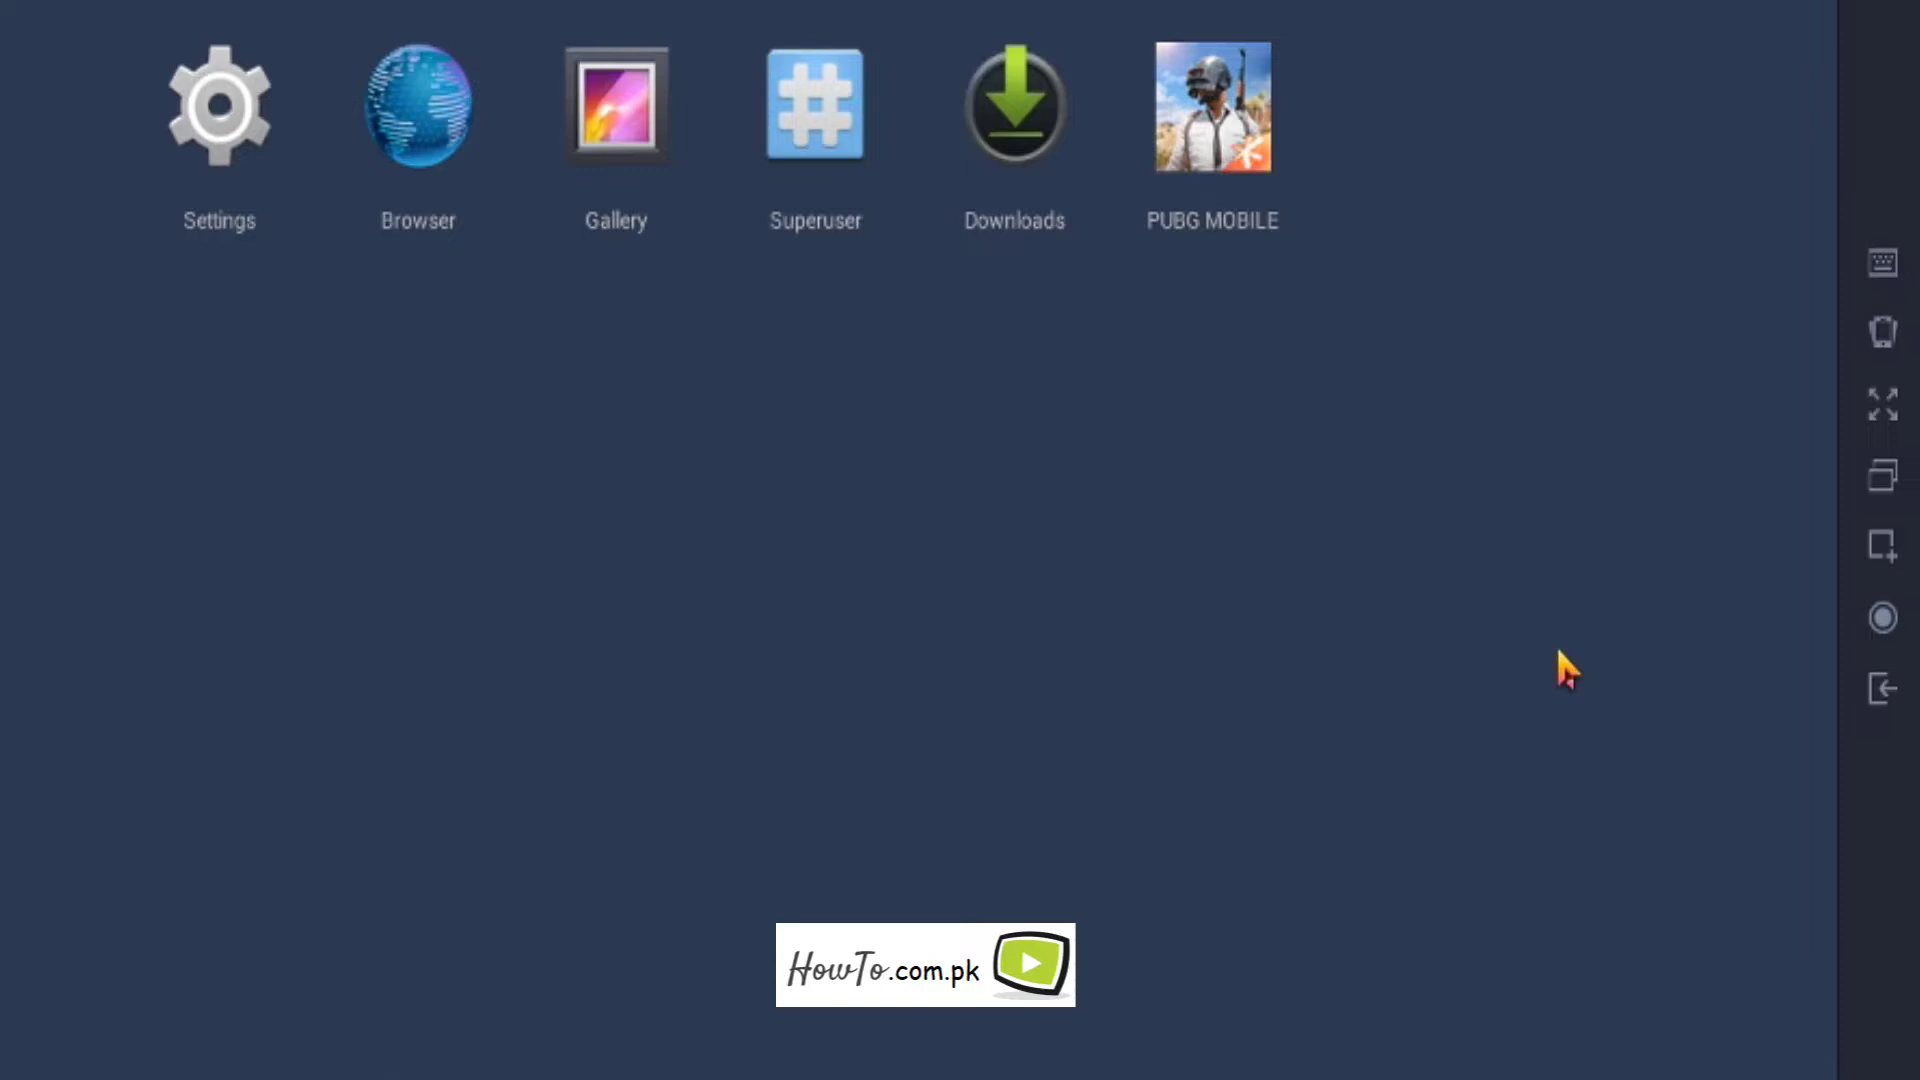 Settings
Browser
Gallery
Superuser
Downloads
PUBG MOBILE
HowTo.com.pk